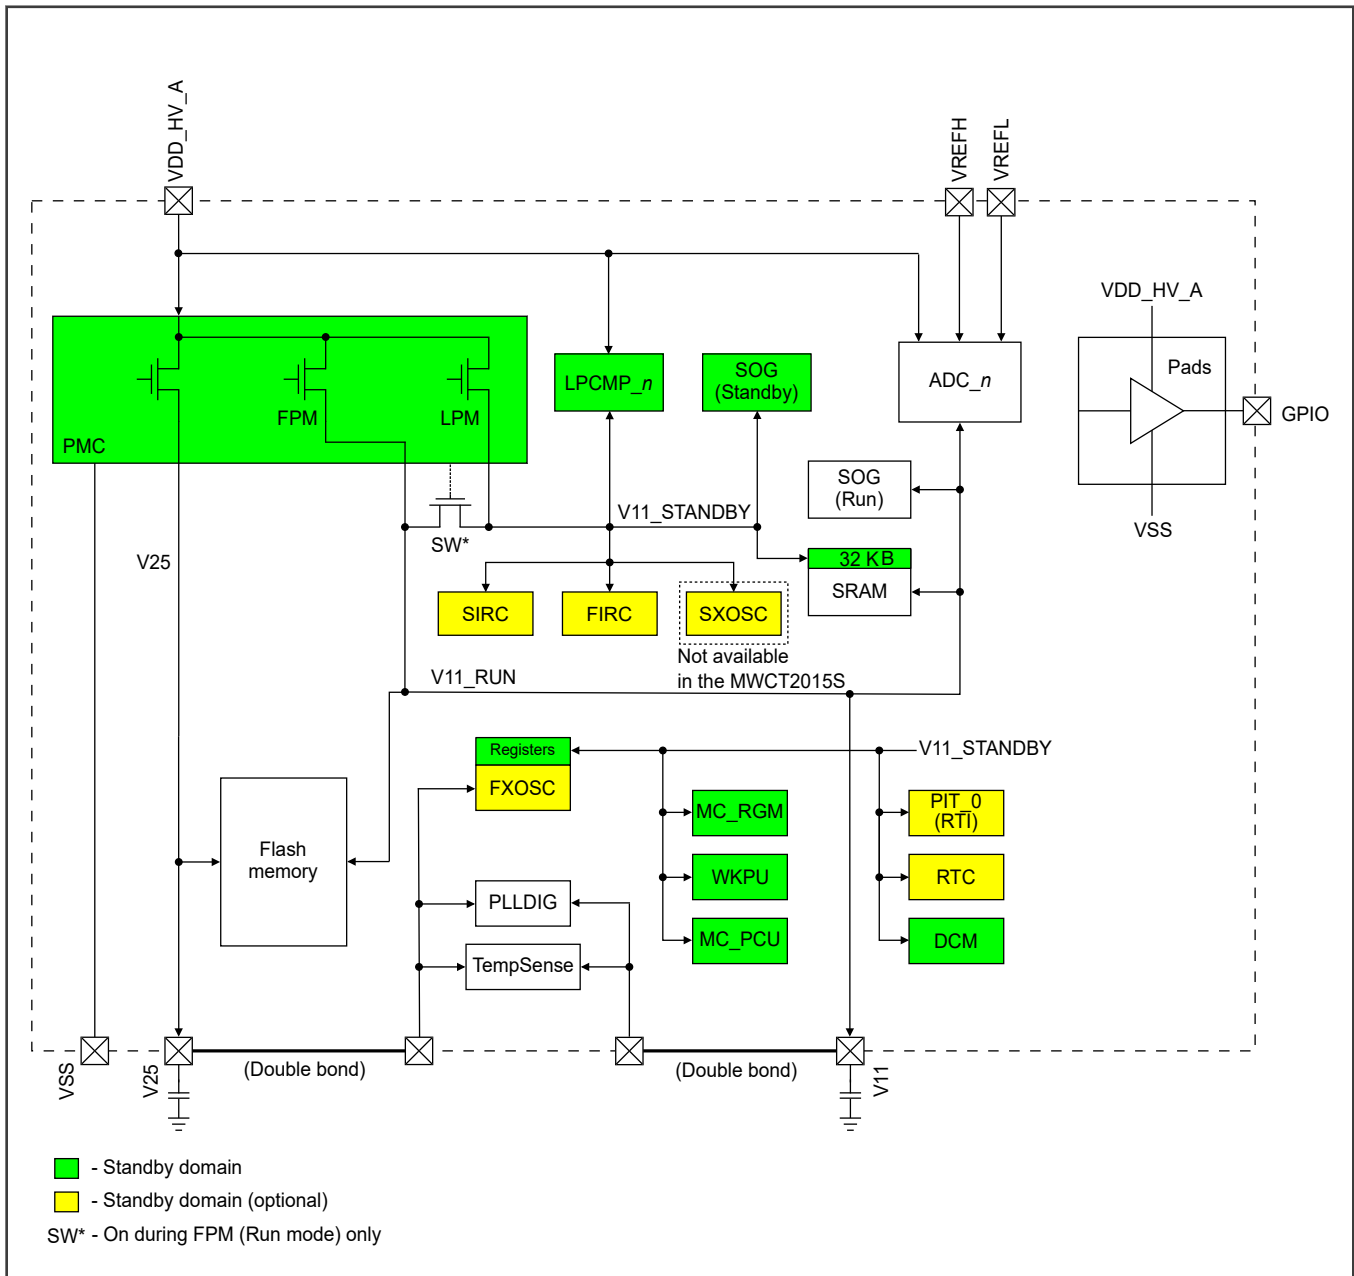 VDD_HV_A
VREFH
VREFL
VDD_HV_A
Pads
GPIO
VSS
FPM
LPM
PMC
LPCMP_n
SOG
(Standby)
ADC_n
SOG
(Run)
V11_STANDBY
SW*
V25
32 KB
SRAM
SIRC
FIRC
SXOSC
Not available
in the MWCT2015S
V11_RUN
Registers
FXOSC
V11_STANDBY
MC_RGM
PIT_0
(RTI)
Flash
memory
WKPU
RTC
PLLDIG
MC_PCU
DCM
TempSense
VSS
V25
(Double bond)
(Double bond)
V11
- Standby domain
- Standby domain (optional)
SW* - On during FPM (Run mode) only